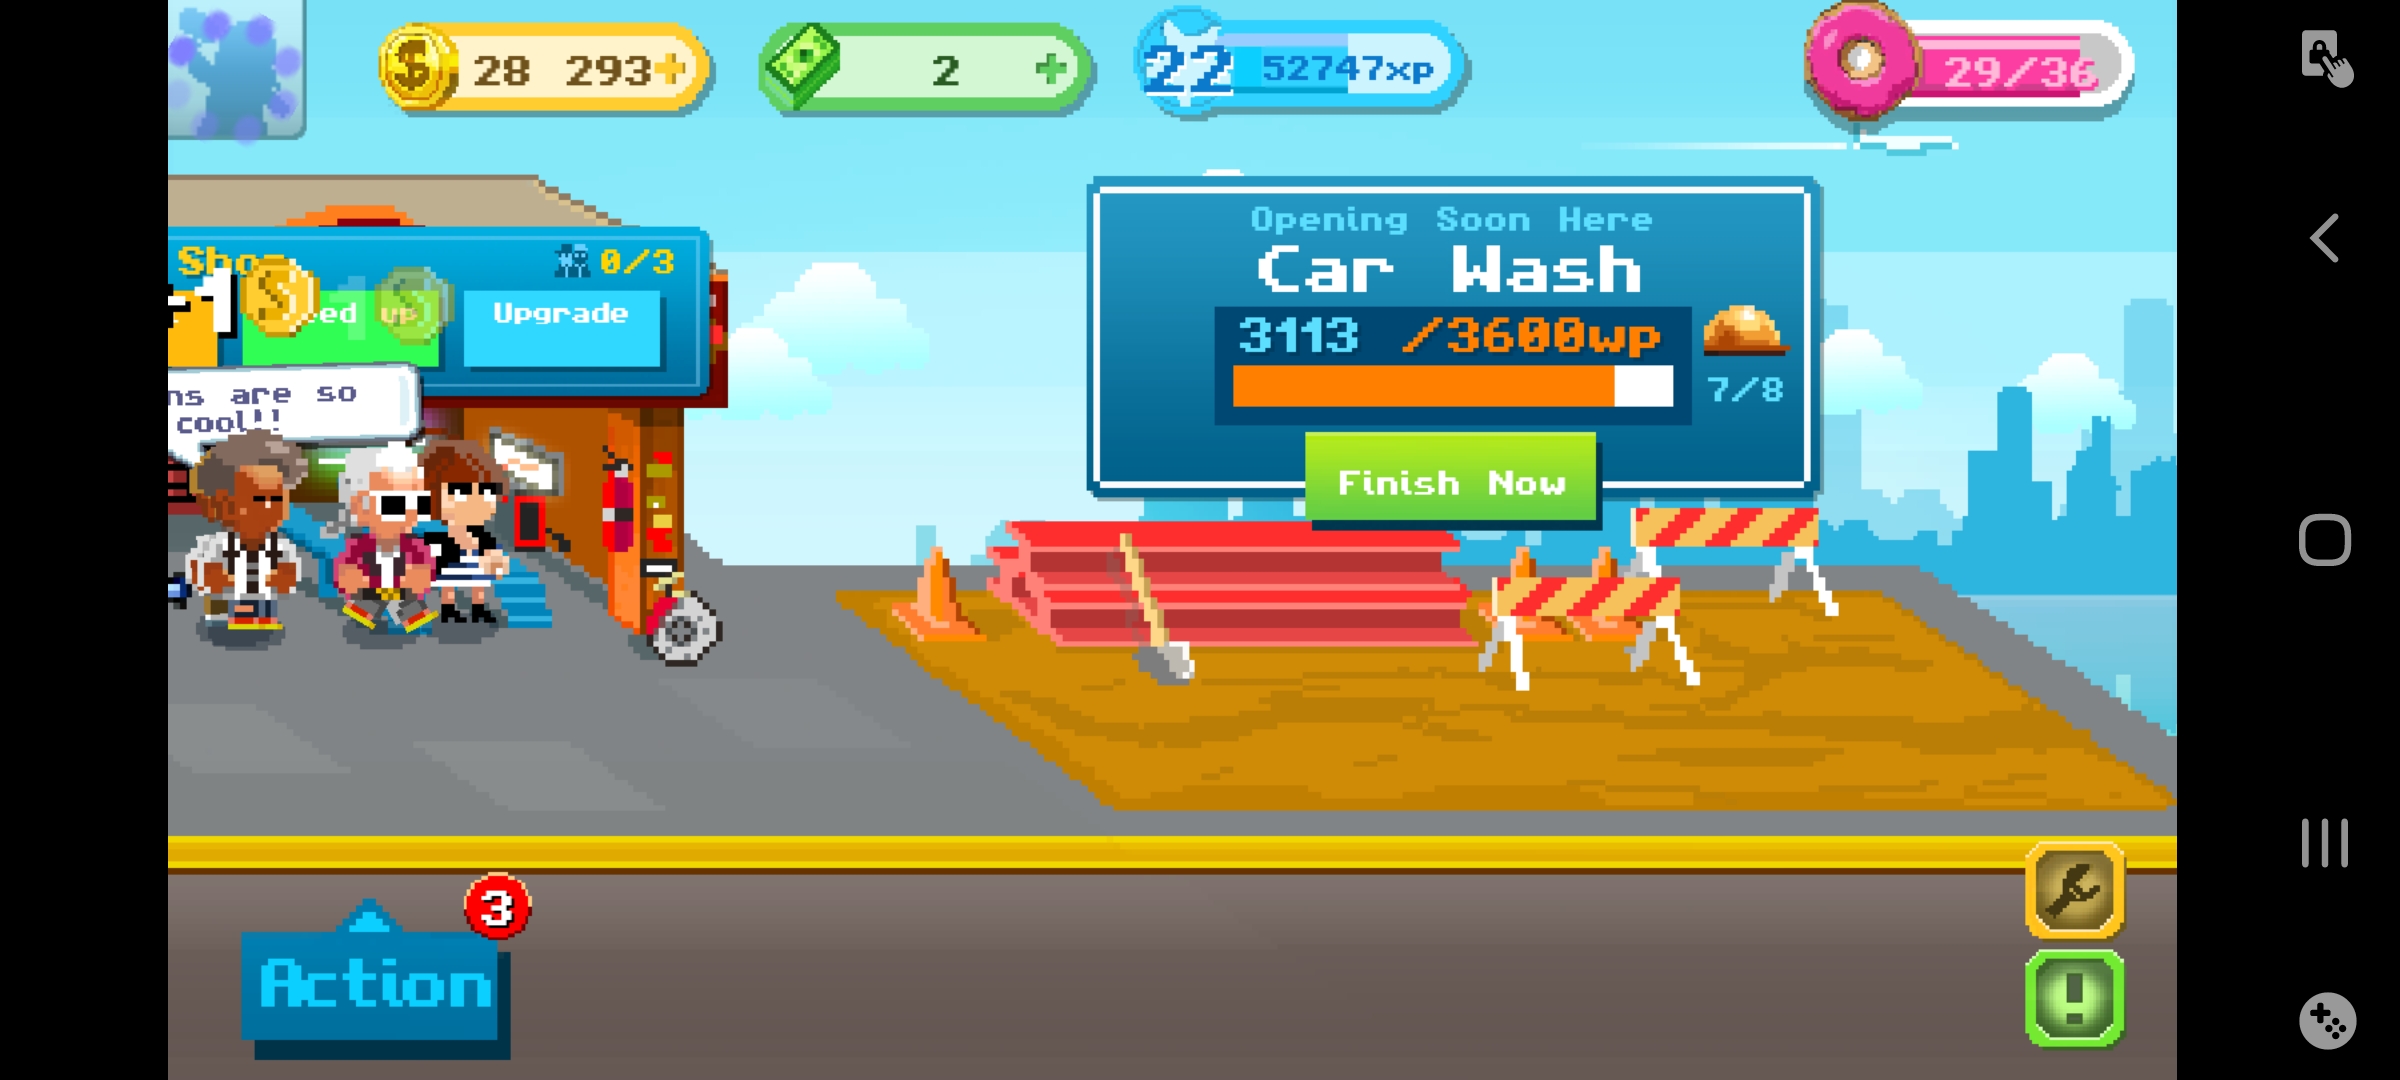 28 293+
2 +
22 52747xp
29/36
Opening Soon Here
Car Wash
3113 /3600wp
7/8
Finish Now
0/3
up
Upgrade
are so
cool!!
3
Action
!